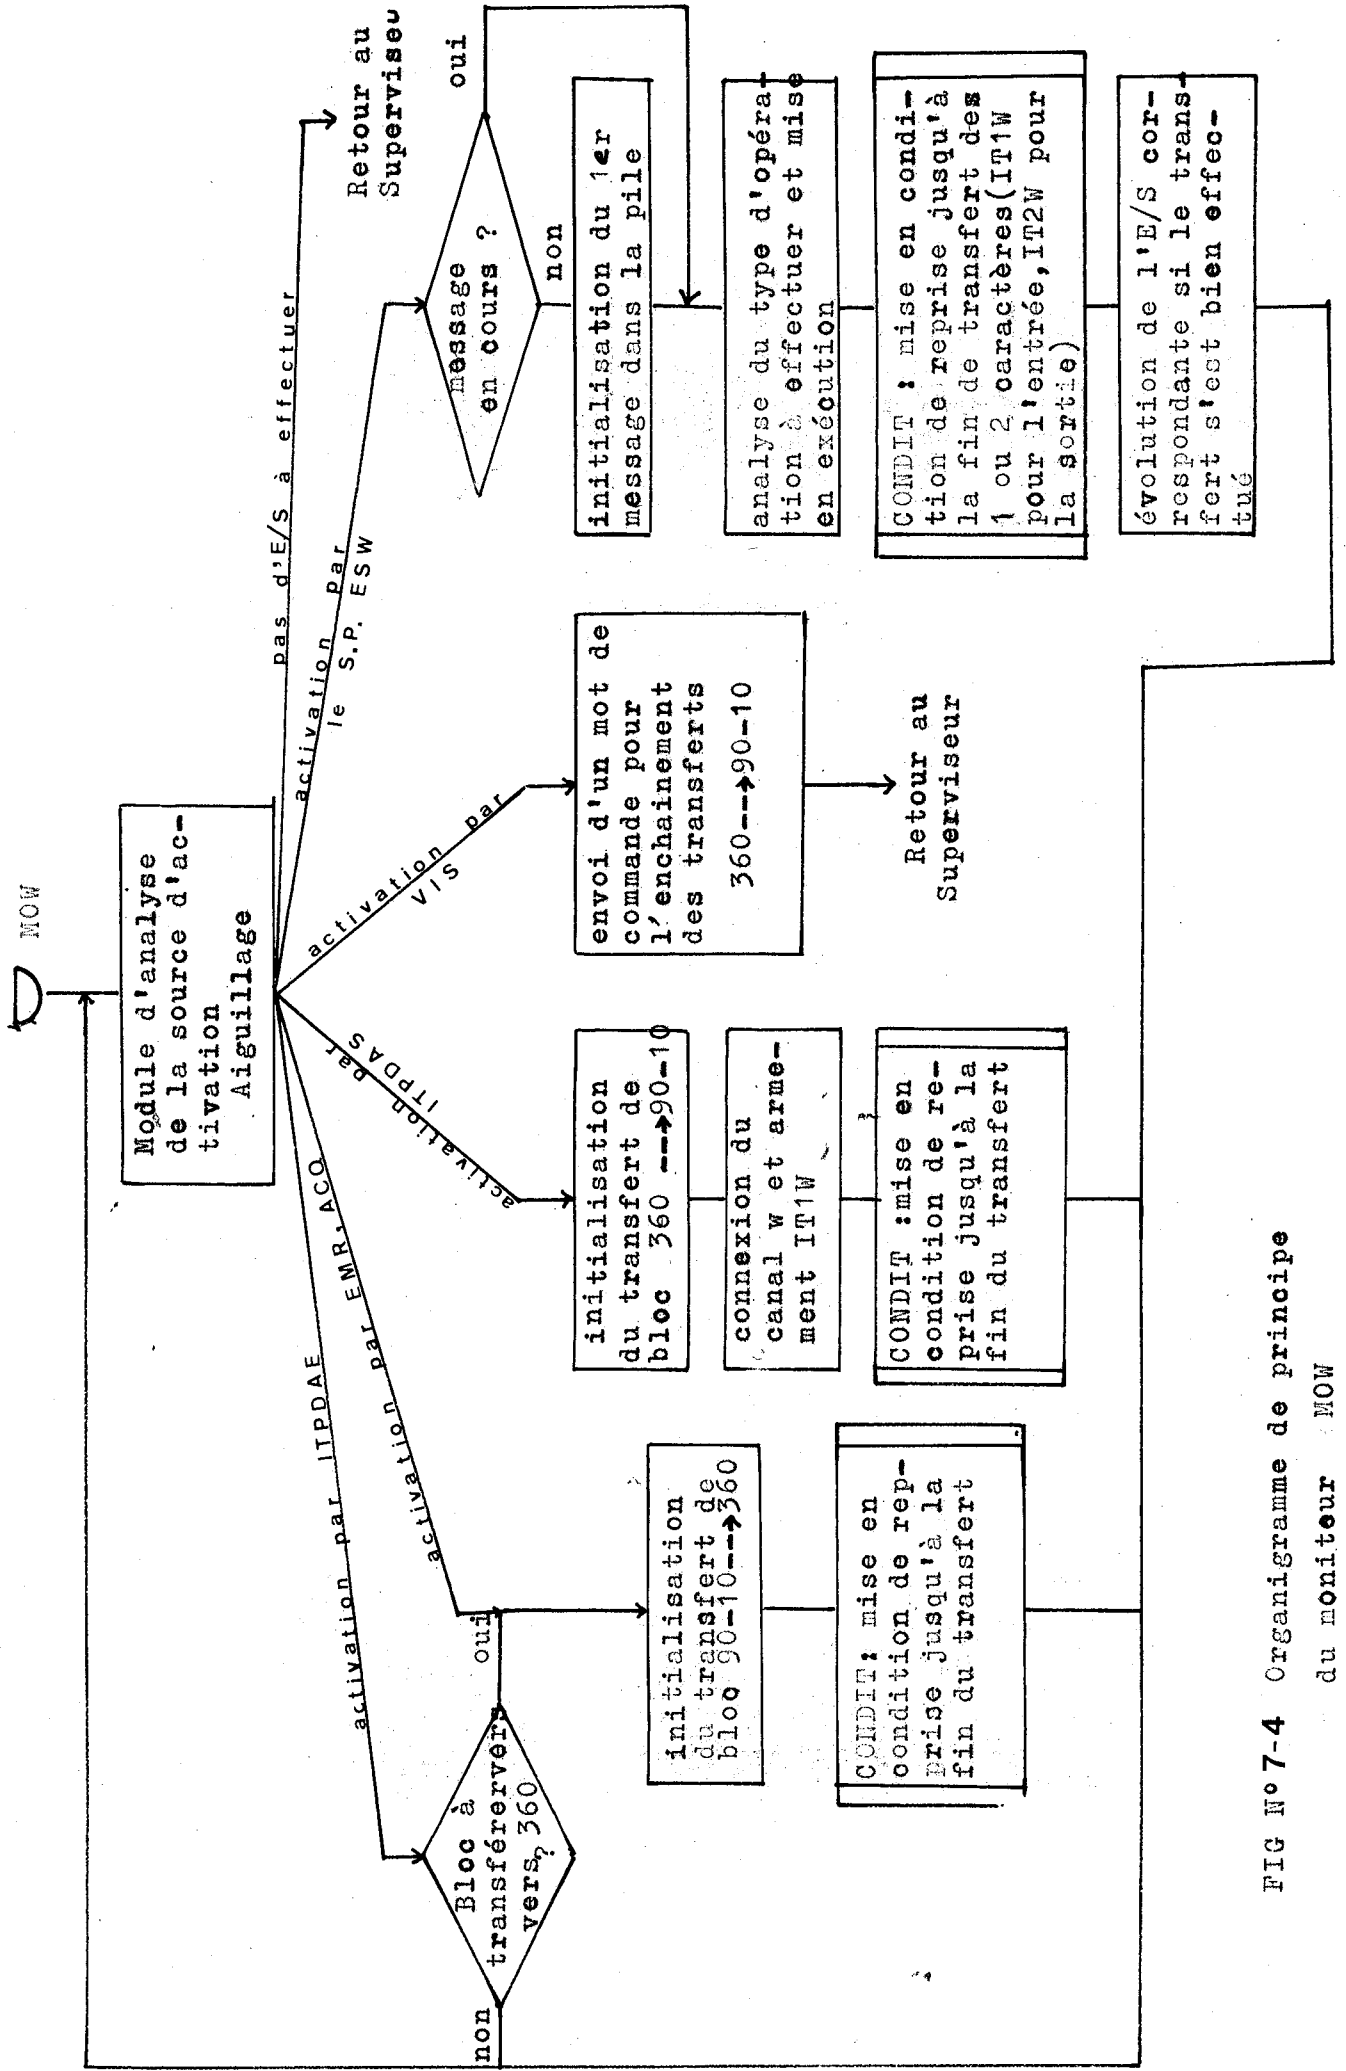 MOW
Module d'analyse
de la source d'ac-
tivation
Aiguillage
activation par ITPDAE
activation par EMR, ACQ
activation par
ITPDAS
activation par
VIS
activation par
le S.P. ESW
pas d'E/S à effectuer
Retour au
Superviseu
non
Bloc à
transférervers
vers ? 360
oui
initialisation
du transfert de
bloc 90-10-->360
CONDIT: mise en
condition de rep-
prise jusqu'à la
fin du transfert
initialisation
du transfert de
bloc 360 -->90-10
connexion du
canal w et arme-
ment IT1W
CONDIT :mise en
condition de re-
prise jusqu'à la
fin du transfert
envoi d'un mot de
commande pour
l'enchainement
des transferts
360-->90-10
Retour au
Superviseur
message
en cours ?
oui
non
initialisation du 1er
message dans la pile
analyse du type d'opéra-
tion à effectuer et mise
en exécution
CONDIT : mise en condi-
tion de reprise jusqu'à
la fin de transfert des
1 ou 2 caractères(IT1W
pour l'entrée,IT2W pour
la sortie)
évolution de l'E/S cor-
respondante si le trans-
fert s'est bien effec-
tué
FIG N° 7-4 Organigramme de principe
du moniteur MOW